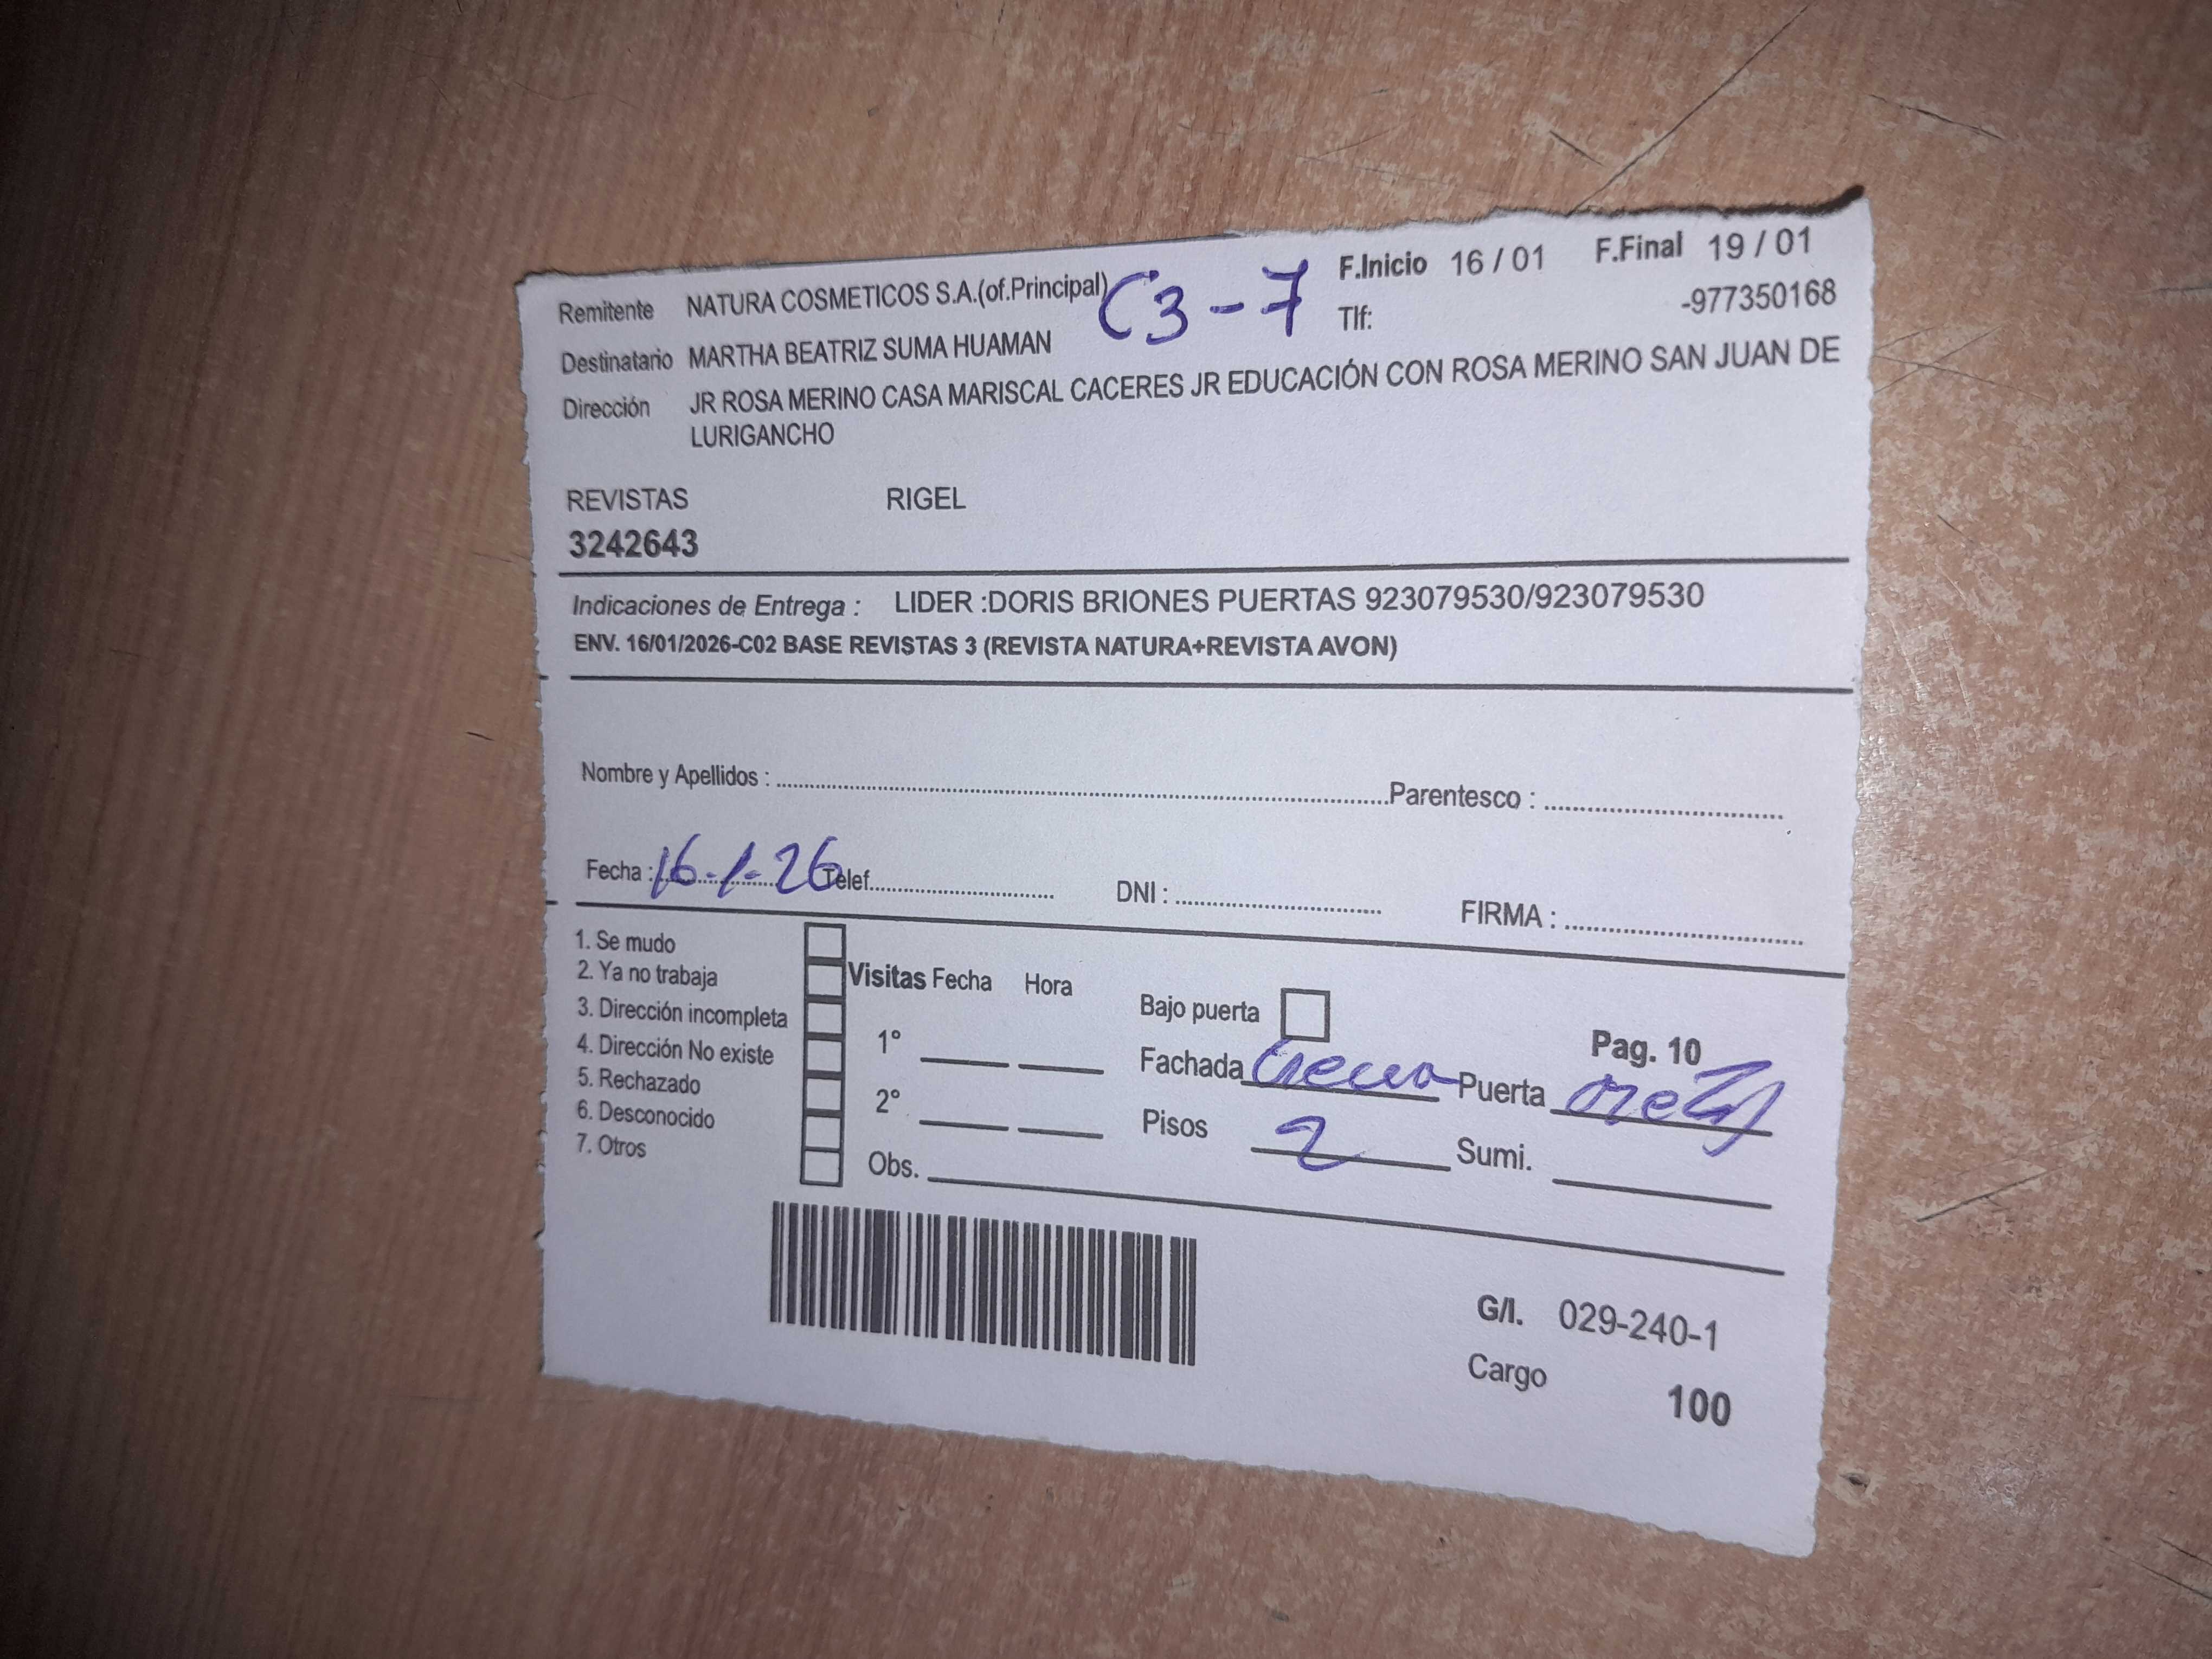 Remitente NATURA COSMETICOS S.A.(of.Principal) C3-7 F.Inicio 16 / 01 F.Final 19 / 01
Tlf: -977350168
Destinatario MARTHA BEATRIZ SUMA HUAMAN
Dirección JR ROSA MERINO CASA MARISCAL CACERES JR EDUCACIÓN CON ROSA MERINO SAN JUAN DE
LURIGANCHO
REVISTAS RIGEL
3242643
Indicaciones de Entrega : LIDER :DORIS BRIONES PUERTAS 923079530/923079530
ENV. 16/01/2026-C02 BASE REVISTAS 3 (REVISTA NATURA+REVISTA AVON)
Nombre y Apellidos : Parentesco :
Fecha : 16-1-26 Telef. DNI : FIRMA :
1. Se mudo
2. Ya no trabaja
3. Dirección incompleta
4. Dirección No existe
5. Rechazado
6. Desconocido
7. Otros
Visitas Fecha Hora
1°
2°
Obs.
Bajo puerta
Fachada Crema Puerta
Pisos 2 Sumi.
Pag. 10
G/I. 029-240-1
Cargo 100